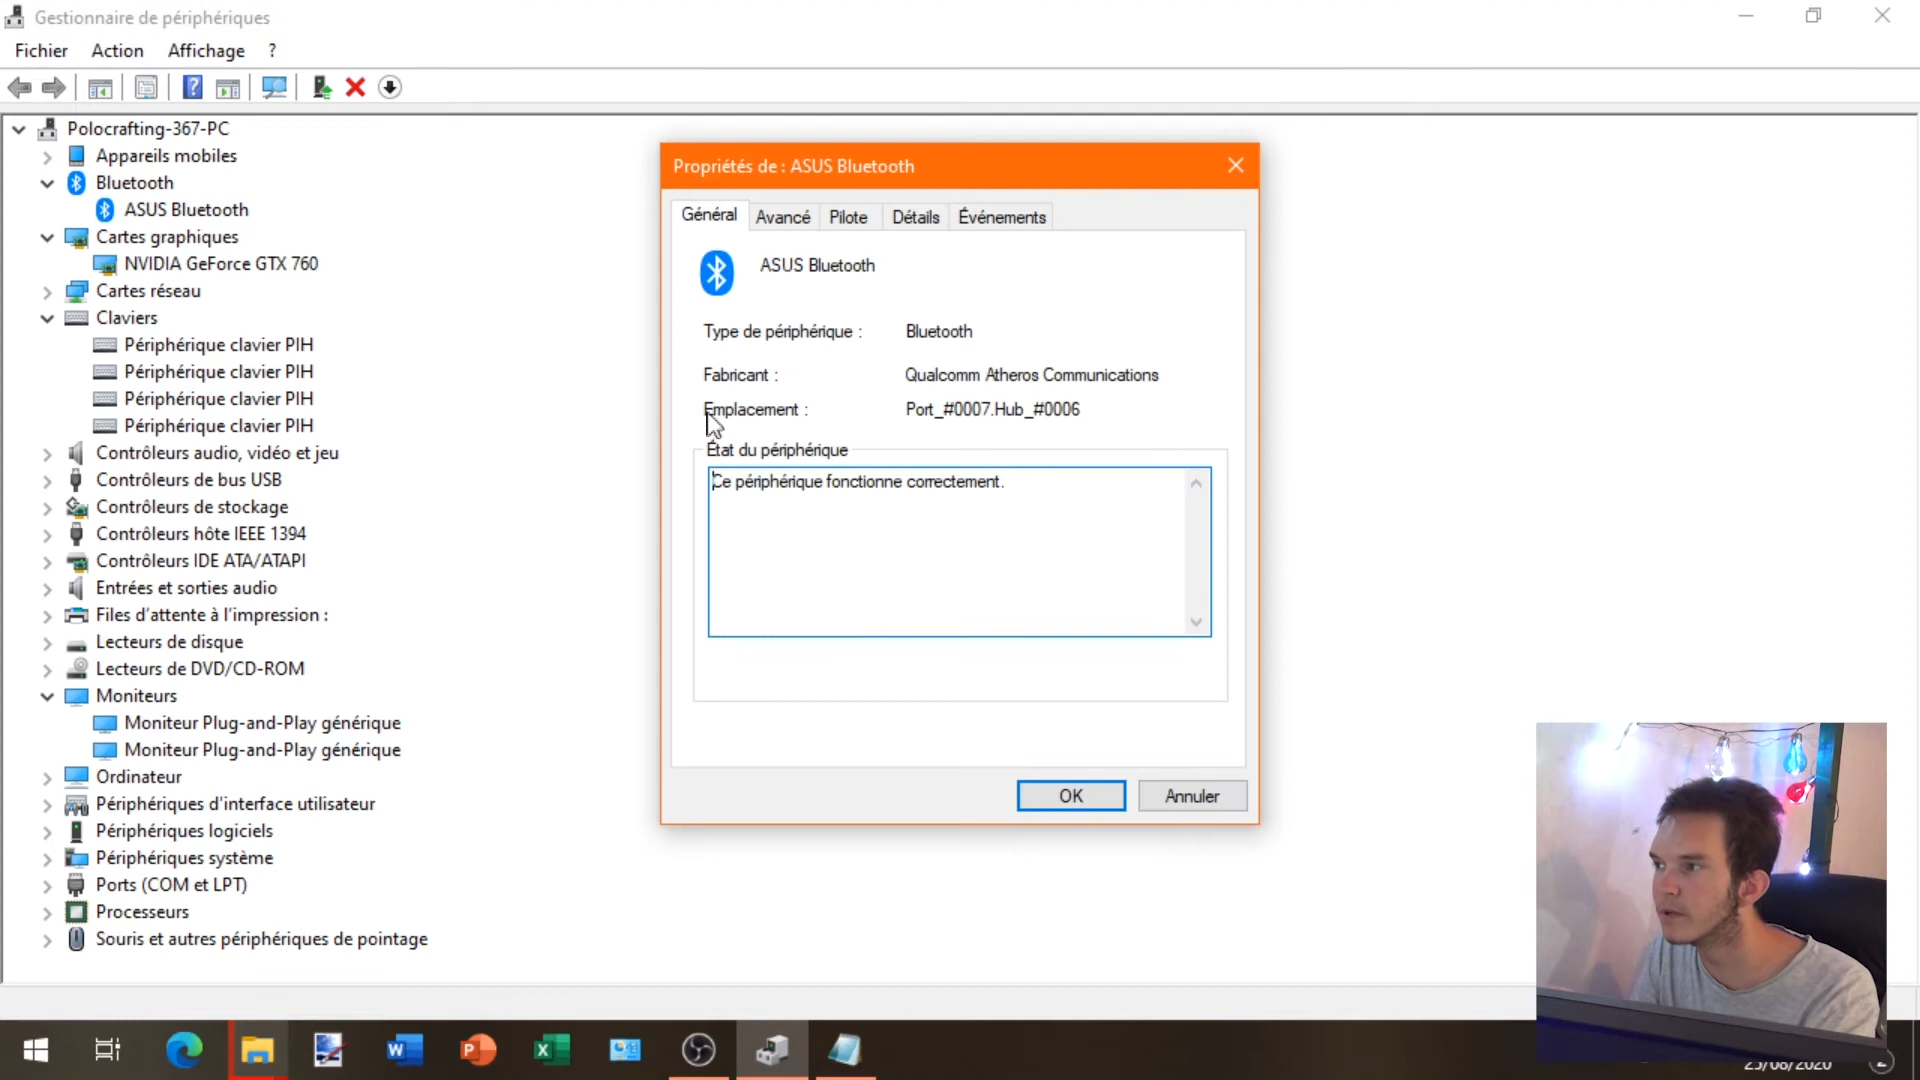 Gestionnaire de périphériques
Fichier Action Affichage ?
Polocrafting-367-PC
Appareils mobiles
Bluetooth
ASUS Bluetooth
Cartes graphiques
NVIDIA GeForce GTX 760
Cartes réseau
Claviers
Périphérique clavier PIH
Périphérique clavier PIH
Périphérique clavier PIH
Périphérique clavier PIH
Contrôleurs audio, vidéo et jeu
Contrôleurs de bus USB
Contrôleurs de stockage
Contrôleurs hôte IEEE 1394
Contrôleurs IDE ATA/ATAPI
Entrées et sorties audio
Files d'attente à l'impression :
Lecteurs de disque
Lecteurs de DVD/CD-ROM
Moniteurs
Moniteur Plug-and-Play générique
Moniteur Plug-and-Play générique
Ordinateur
Périphériques d'interface utilisateur
Périphériques logiciels
Périphériques système
Ports (COM et LPT)
Processeurs
Souris et autres périphériques de pointage
Propriétés de : ASUS Bluetooth
Général Avancé Pilote Détails Événements
ASUS Bluetooth
Type de périphérique : Bluetooth
Fabricant : Qualcomm Atheros Communications
Emplacement : Port_#0007.Hub_#0006
État du périphérique
Ce périphérique fonctionne correctement.
OK Annuler
25/08/2020